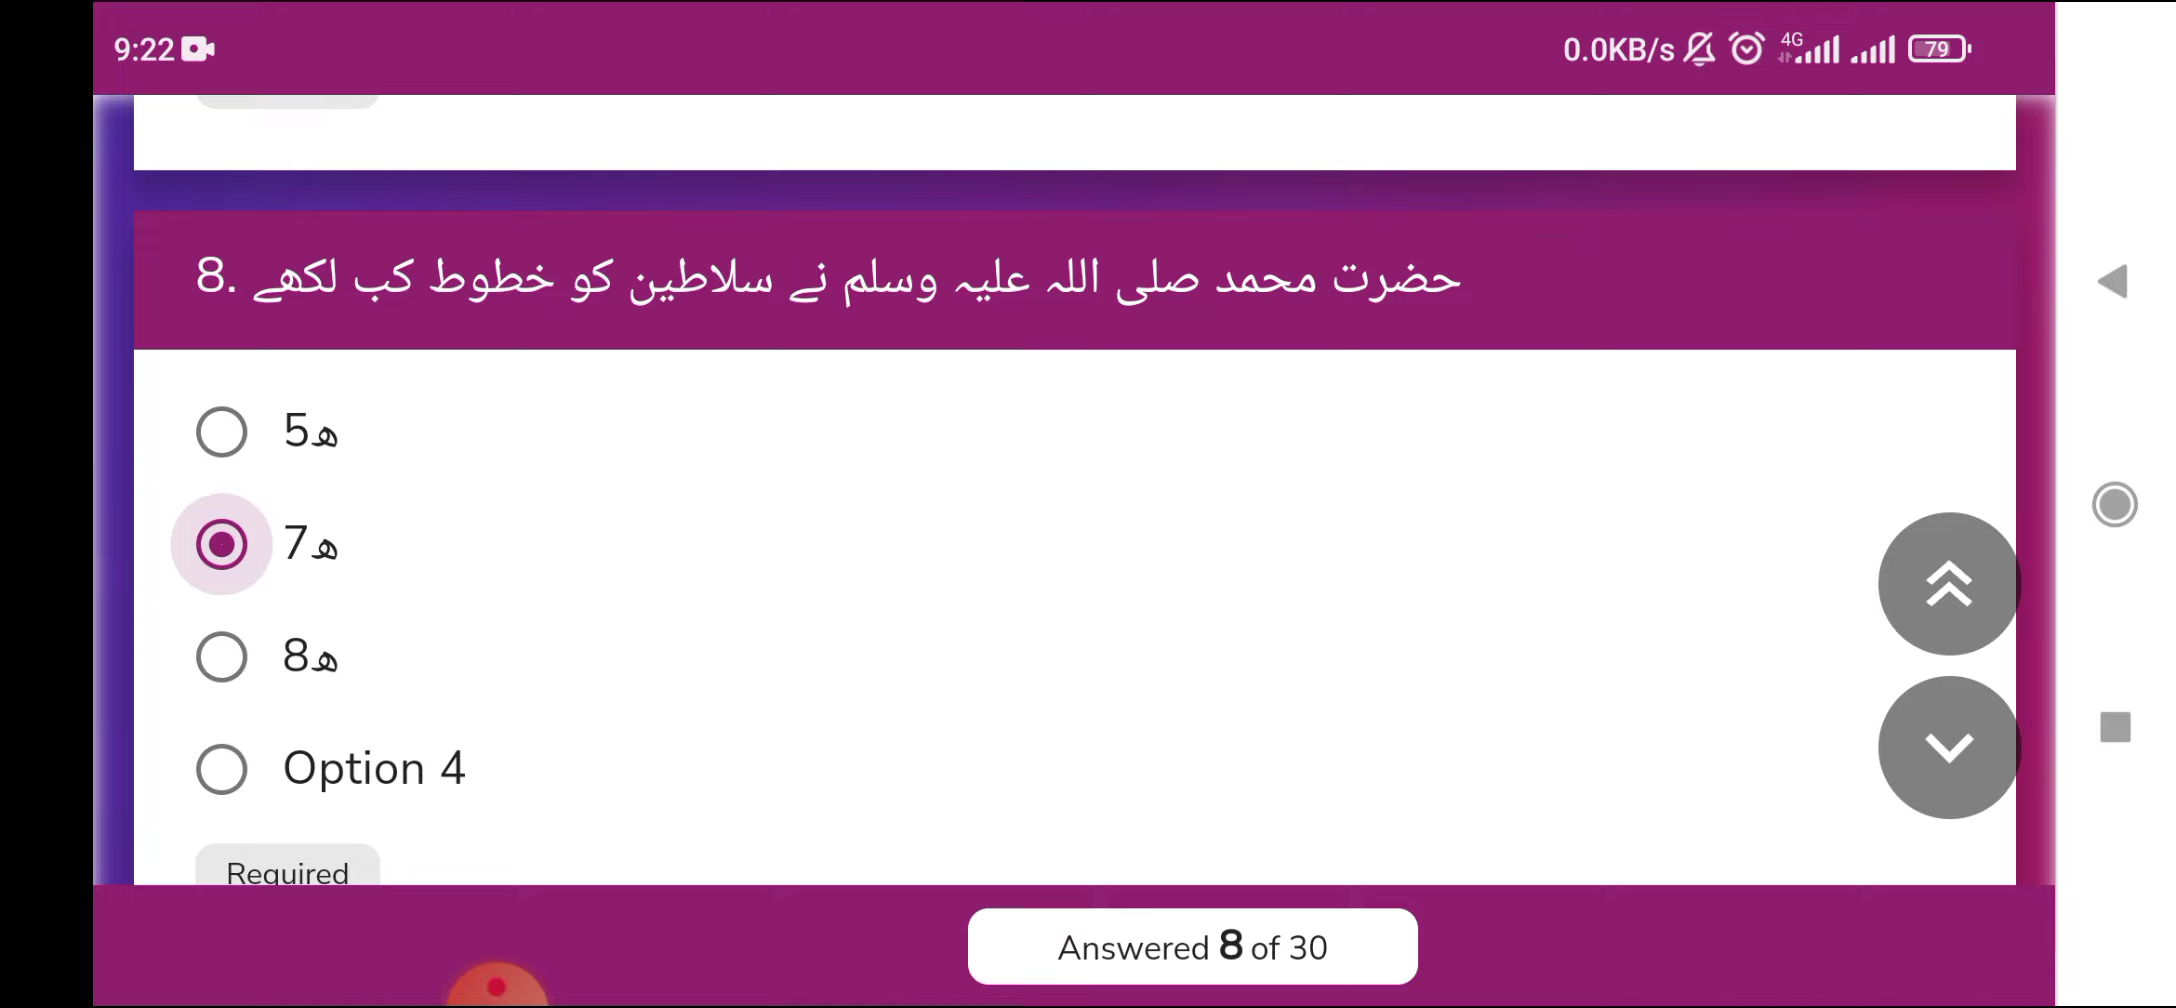 9:22
0.0KB/s 4G 79
8. حضرت محمد صلی اللہ علیہ وسلم نے سلاطین کو خطوط کب لکھے
5ھ
7ھ
8ھ
Option 4
Required
Answered 8 of 30